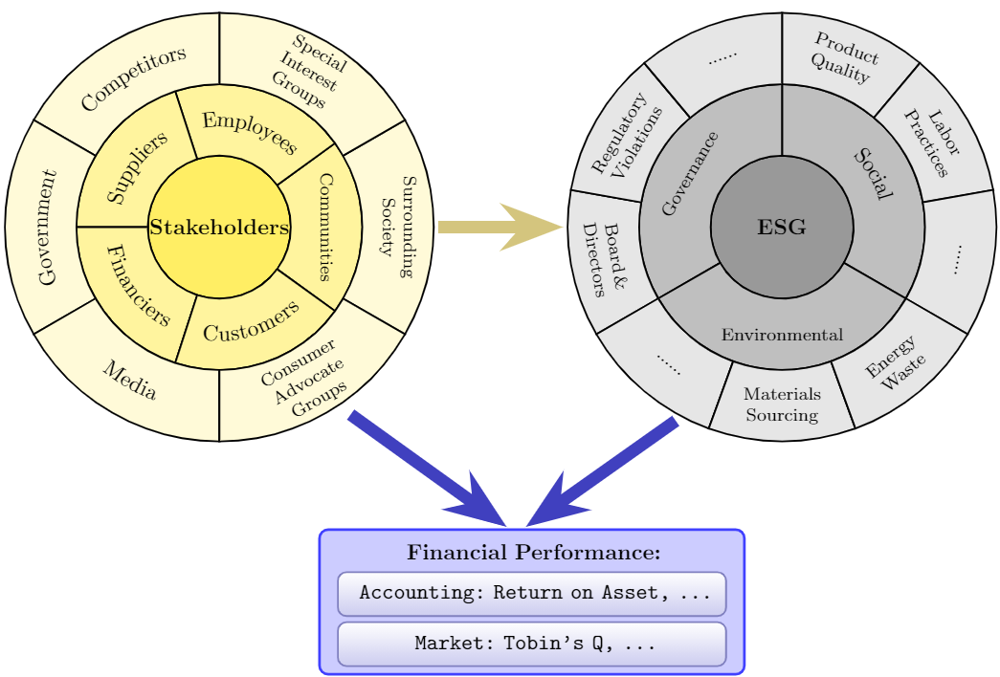 Stakeholders
Employees
Communities
Customers
Financiers
Suppliers
Special
Interest
Groups
Surrounding
Society
Consumer
Advocate
Groups
Media
Government
Competitors
ESG
Social
Environmental
Governance
Product
Quality
Labor
Practices
......
Energy
Waste
Materials
Sourcing
......
Board &
Directors
Regulatory
Violations
......
Financial Performance:
Accounting: Return on Asset, ...
Market: Tobin's Q, ...